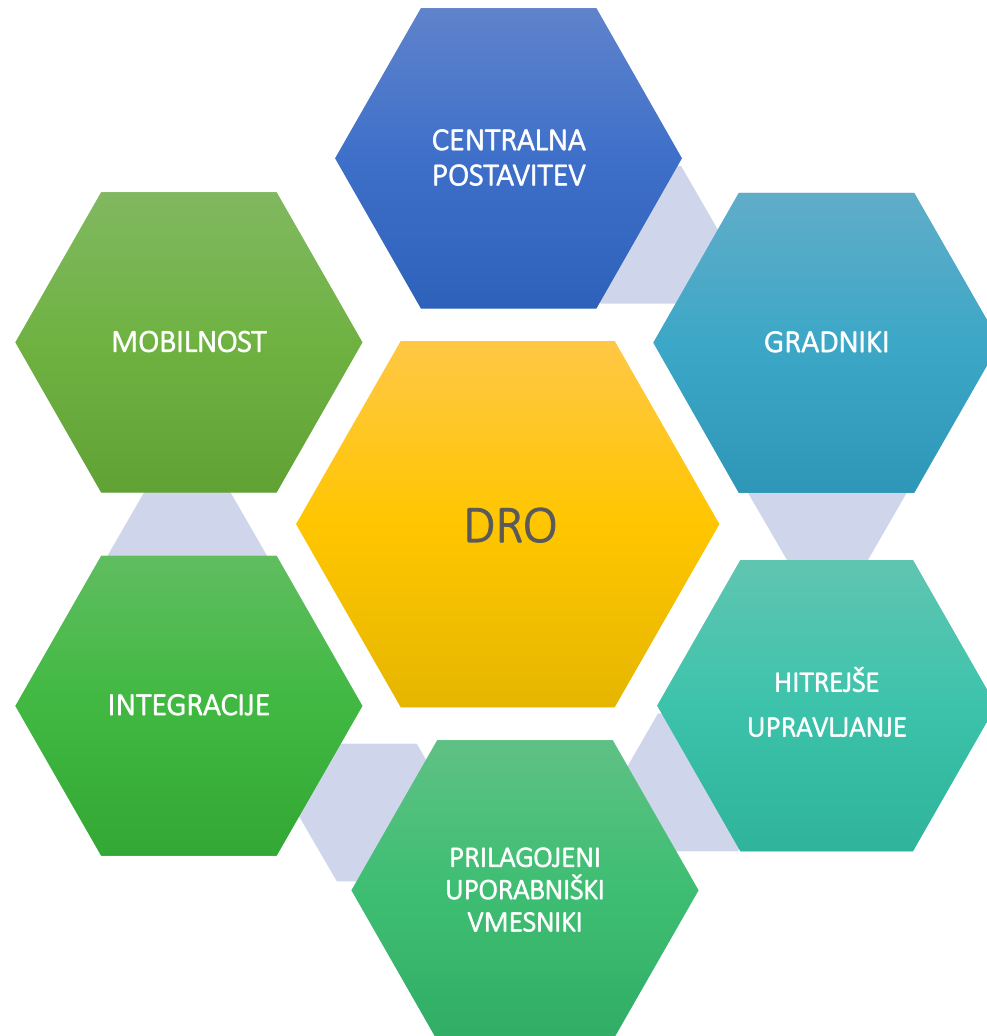 CENTRALNA
POSTAVITEV
MOBILNOST
GRADNIKI
DRO
INTEGRACIJE
HITREJŠE
UPRAVLJANJE
PRILAGOJENI
UPORABNIŠKI
VMESNIKI